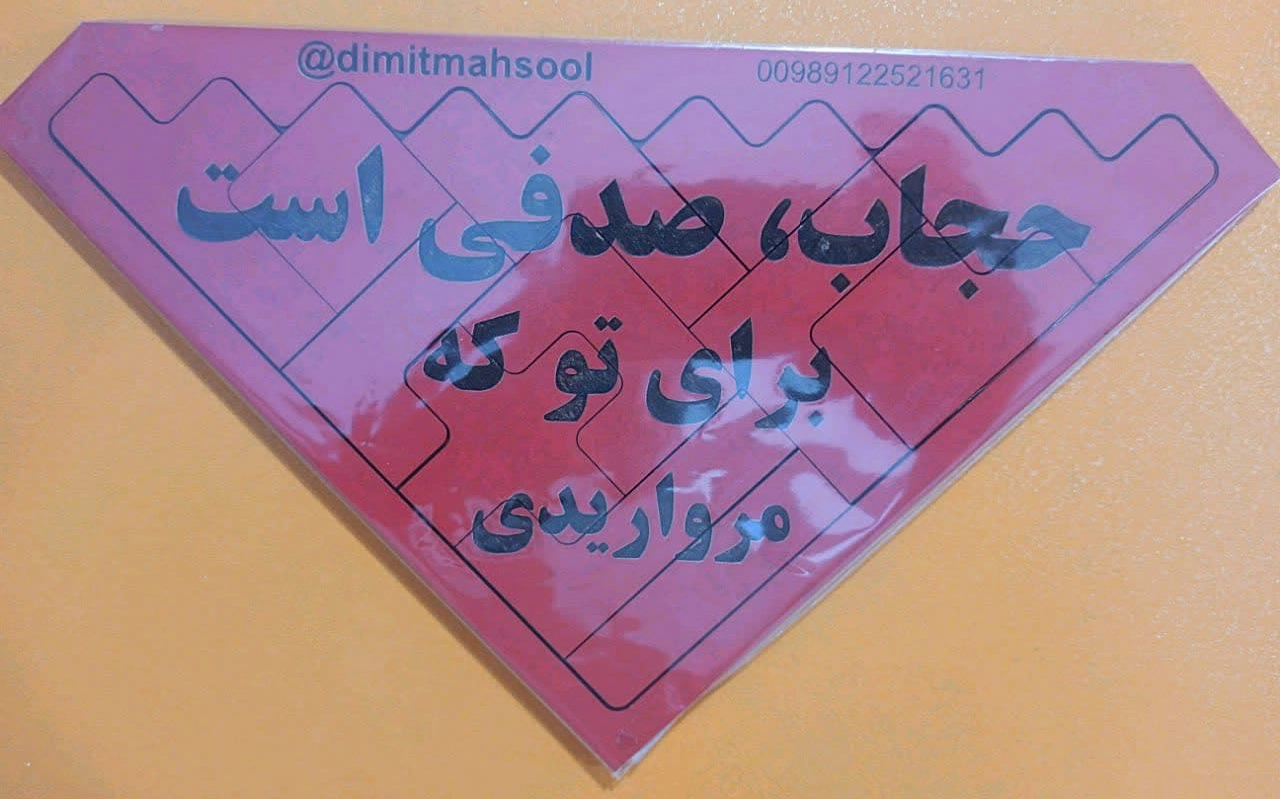 @dimitmahsool 00989122521631
حجاب، صدفی است
برای تو که
مرواریدی